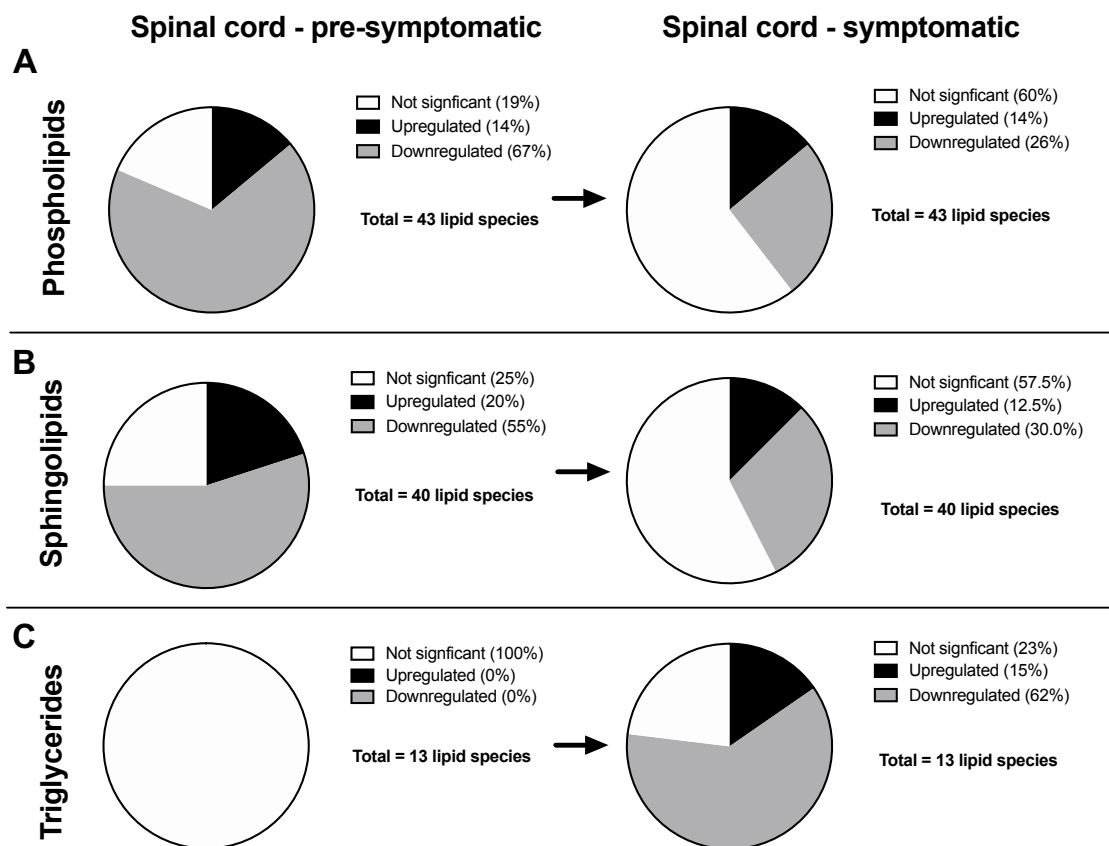 Spinal cord - pre-symptomatic
Spinal cord - symptomatic
A
Phospholipids
Not signficant (19%)
Upregulated (14%)
Downregulated (67%)
Total = 43 lipid species
Not signficant (60%)
Upregulated (14%)
Downregulated (26%)
Total = 43 lipid species
B
Sphingolipids
Not signficant (25%)
Upregulated (20%)
Downregulated (55%)
Total = 40 lipid species
Not signficant (57.5%)
Upregulated (12.5%)
Downregulated (30.0%)
Total = 40 lipid species
C
Triglycerides
Not signficant (100%)
Upregulated (0%)
Downregulated (0%)
Total = 13 lipid species
Not signficant (23%)
Upregulated (15%)
Downregulated (62%)
Total = 13 lipid species